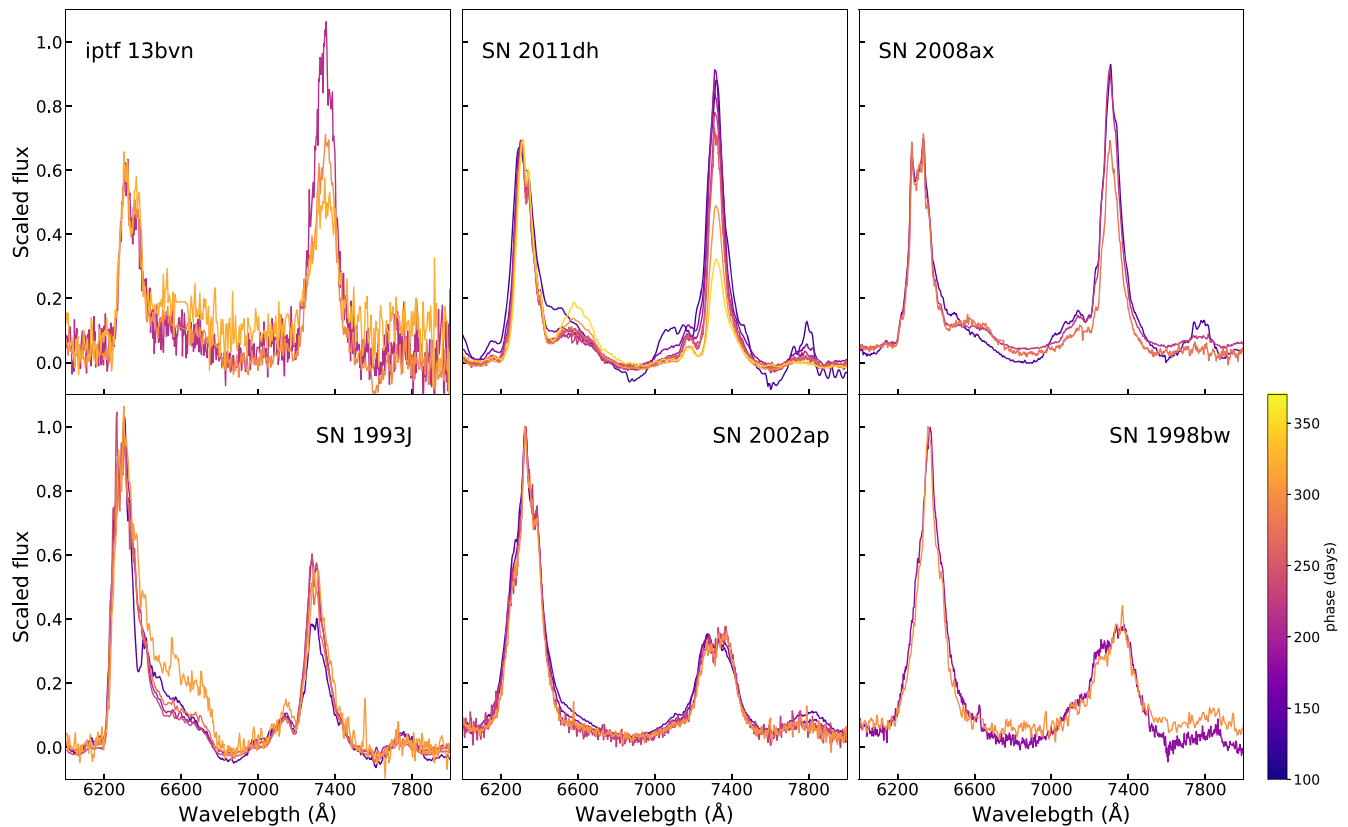 iptf 13bvn
SN 2011dh
SN 2008ax
1.0
0.8
0.6
0.4
0.2
0.0
Scaled flux
SN 1993J
SN 2002ap
SN 1998bw
1.0
0.8
0.6
0.4
0.2
0.0
Scaled flux
6200 6600 7000 7400 7800
6200 6600 7000 7400 7800
6200 6600 7000 7400 7800
Wavelebgth (Å)
Wavelebgth (Å)
Wavelebgth (Å)
350
300
250
200
150
100
phase (days)